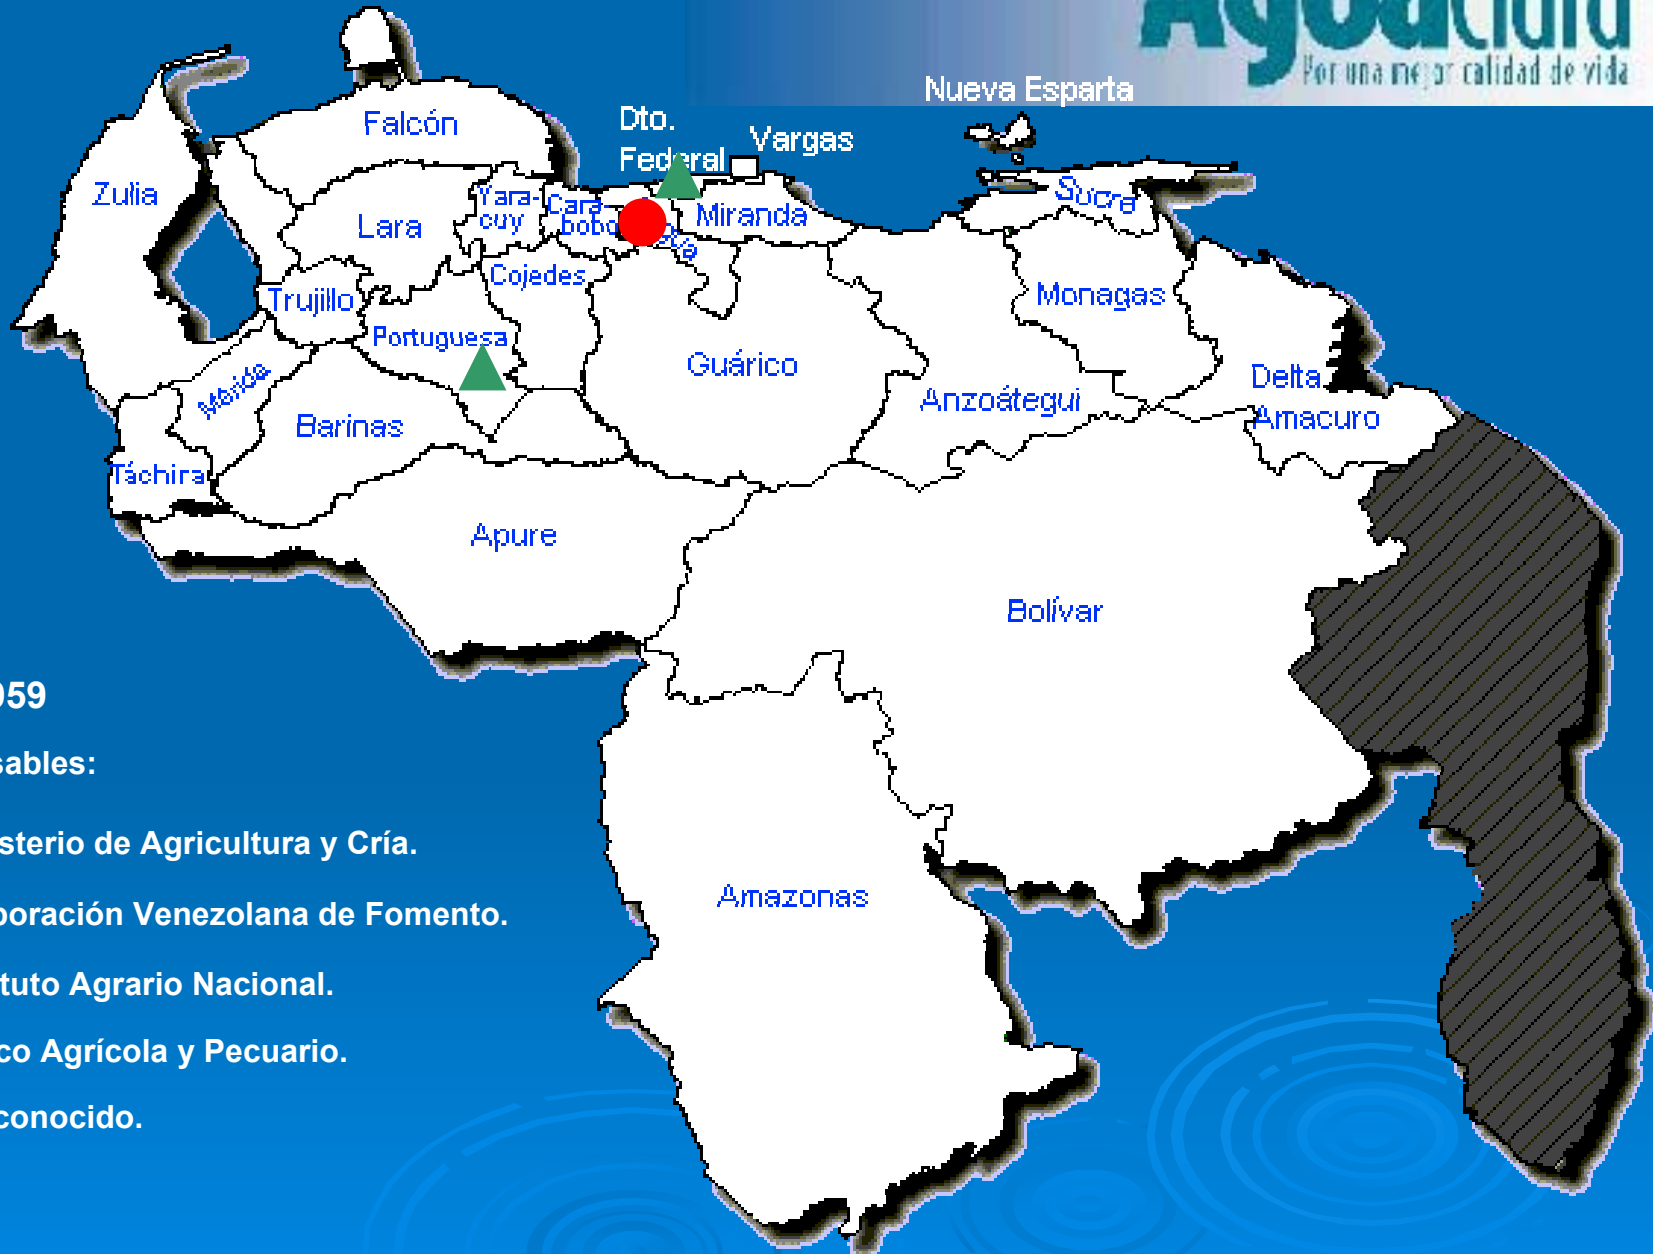 Aguaclara
Por una mejor calidad de vida
Nueva Esparta
Dto.
Federal
Vargas
Falcón
Zulia
Lara
Yara-
cuy
Cara-
bobo
Miranda
Sucre
Cojedes
Trujillo
Portuguesa
Monagas
Guárico
Delta
Amacuro
Mérida
Barinas
Anzoátegui
Táchira
Apure
Bolívar
Amazonas
959
sables:
sterio de Agricultura y Cría.
poración Venezolana de Fomento.
tuto Agrario Nacional.
co Agrícola y Pecuario.
conocido.